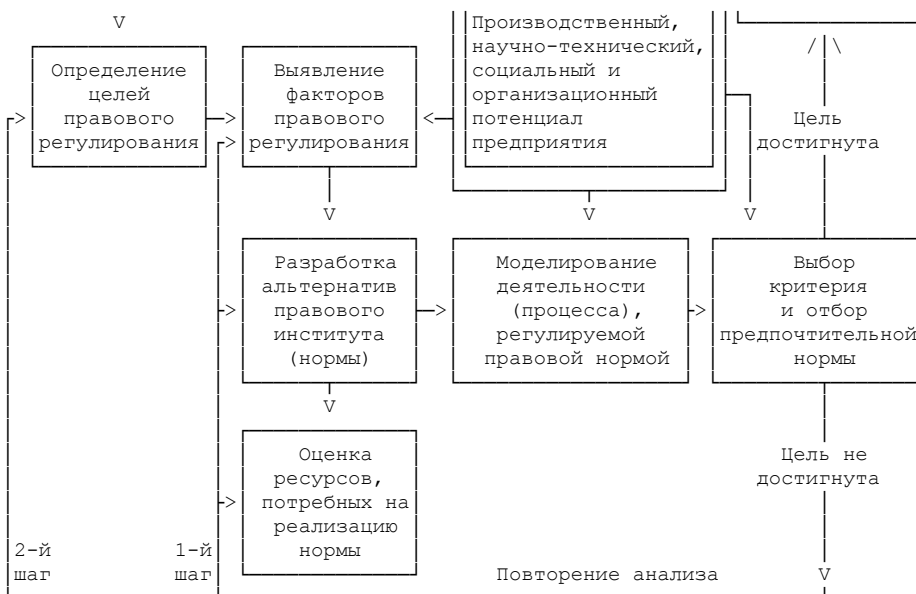 Определение
целей
правового
регулирования
Выявление
факторов
правового
регулирования
Производственный,
научно-технический,
социальный и
организационный
потенциал
предприятия
Цель
достигнута
Разработка
альтернатив
правового
института
(нормы)
Моделирование
деятельности
(процесса),
регулируемой
правовой нормой
Выбор
критерия
и отбор
предпочтительной
нормы
Оценка
ресурсов,
потребных на
реализацию
нормы
Цель не
достигнута
2-й
шаг
1-й
шаг
Повторение анализа